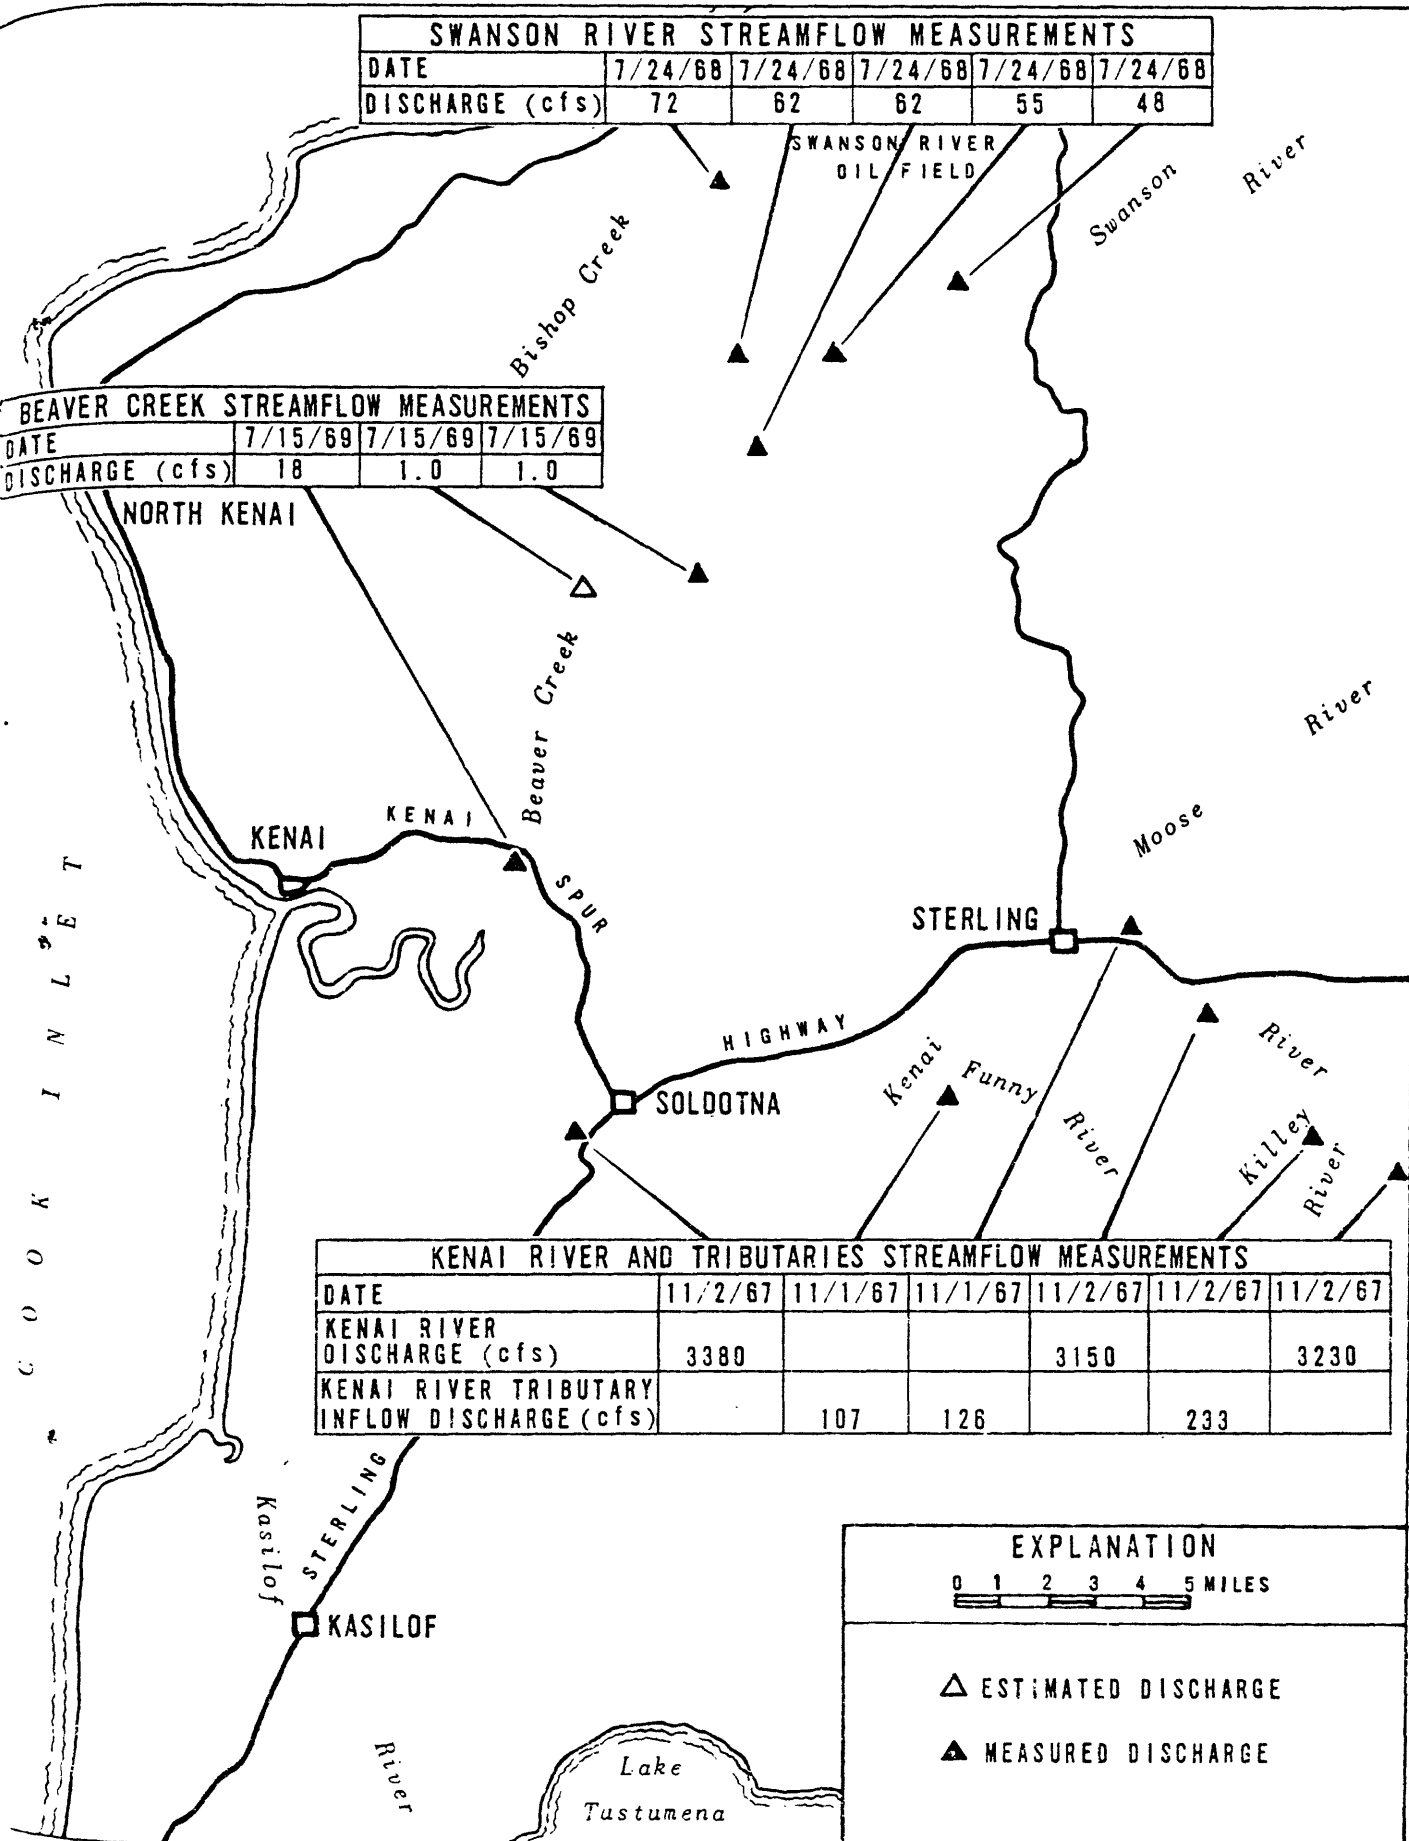 SWANSON RIVER STREAMFLOW MEASUREMENTS
DATE 7/24/68 7/24/68 7/24/68 7/24/68 7/24/68
DISCHARGE (cfs) 72 62 62 55 48
SWANSON RIVER
OIL FIELD
Swanson River
Bishop Creek
BEAVER CREEK STREAMFLOW MEASUREMENTS
DATE 7/15/69 7/15/69 7/15/69
DISCHARGE (cfs) 18 1.0 1.0
NORTH KENAI
Beaver Creek
Moose River
KENAI
KENAI SPUR
STERLING
COOK INLET
HIGHWAY
SOLDOTNA
Kenai River
Funny River
Killey River
KENAI RIVER AND TRIBUTARIES STREAMFLOW MEASUREMENTS
DATE 11/2/67 11/1/67 11/1/67 11/2/67 11/2/67 11/2/67
KENAI RIVER
DISCHARGE (cfs) 3380 3150 3230
KENAI RIVER TRIBUTARY
INFLOW DISCHARGE (cfs) 107 126 233
STERLING
Kasilof River
KASILOF
Lake
Tustumena
EXPLANATION
0 1 2 3 4 5 MILES
ESTIMATED DISCHARGE
MEASURED DISCHARGE